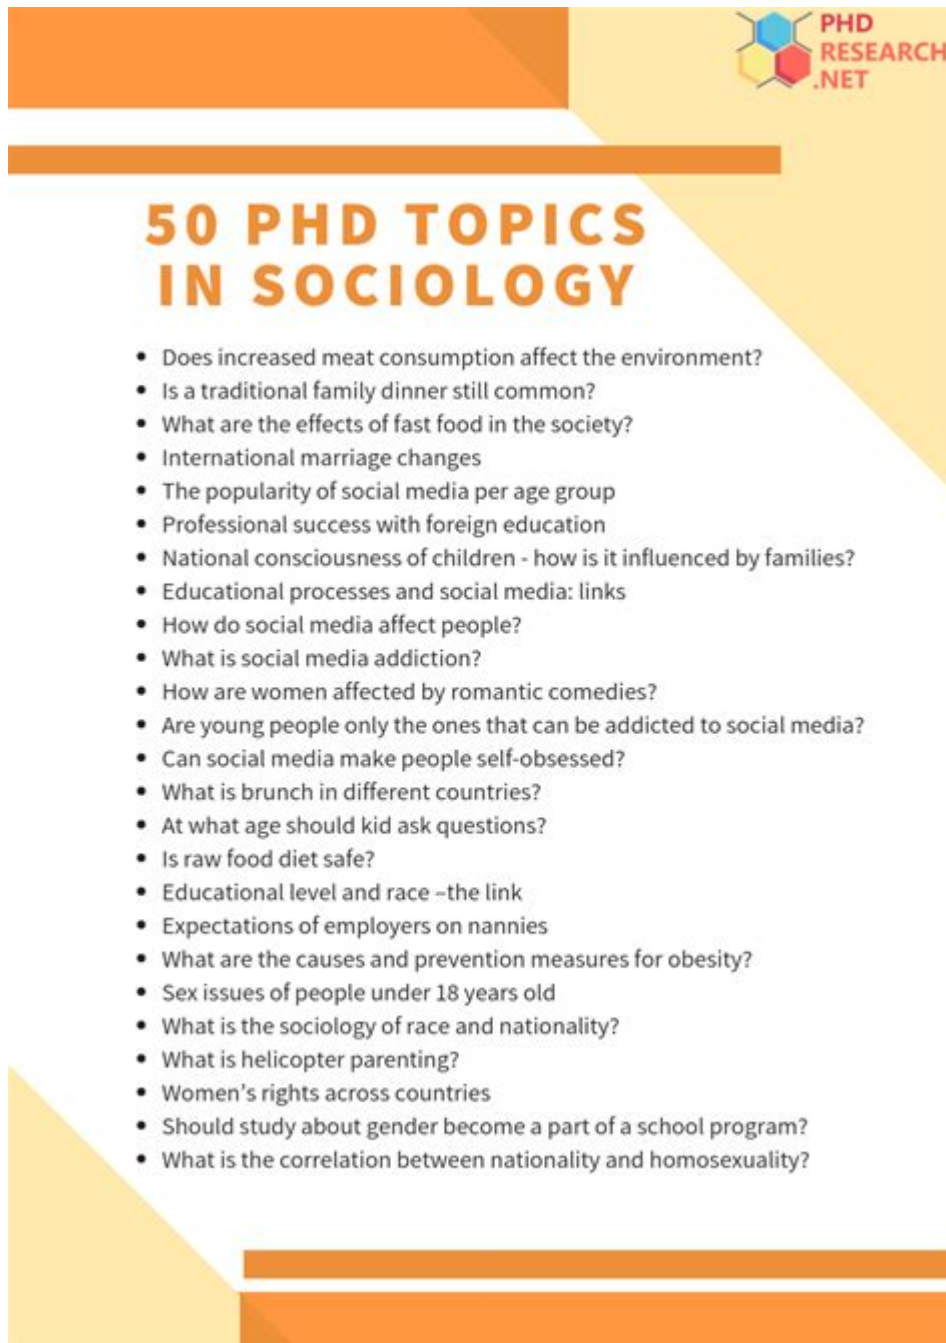 PHD
RESEARCH
.NET
50 PHD TOPICS
IN SOCIOLOGY
• Does increased meat consumption affect the environment?
• Is a traditional family dinner still common?
• What are the effects of fast food in the society?
• International marriage changes
• The popularity of social media per age group
• Professional success with foreign education
• National consciousness of children - how is it influenced by families?
• Educational processes and social media: links
• How do social media affect people?
• What is social media addiction?
• How are women affected by romantic comedies?
• Are young people only the ones that can be addicted to social media?
• Can social media make people self-obsessed?
• What is brunch in different countries?
• At what age should kid ask questions?
• Is raw food diet safe?
• Educational level and race –the link
• Expectations of employers on nannies
• What are the causes and prevention measures for obesity?
• Sex issues of people under 18 years old
• What is the sociology of race and nationality?
• What is helicopter parenting?
• Women's rights across countries
• Should study about gender become a part of a school program?
• What is the correlation between nationality and homosexuality?